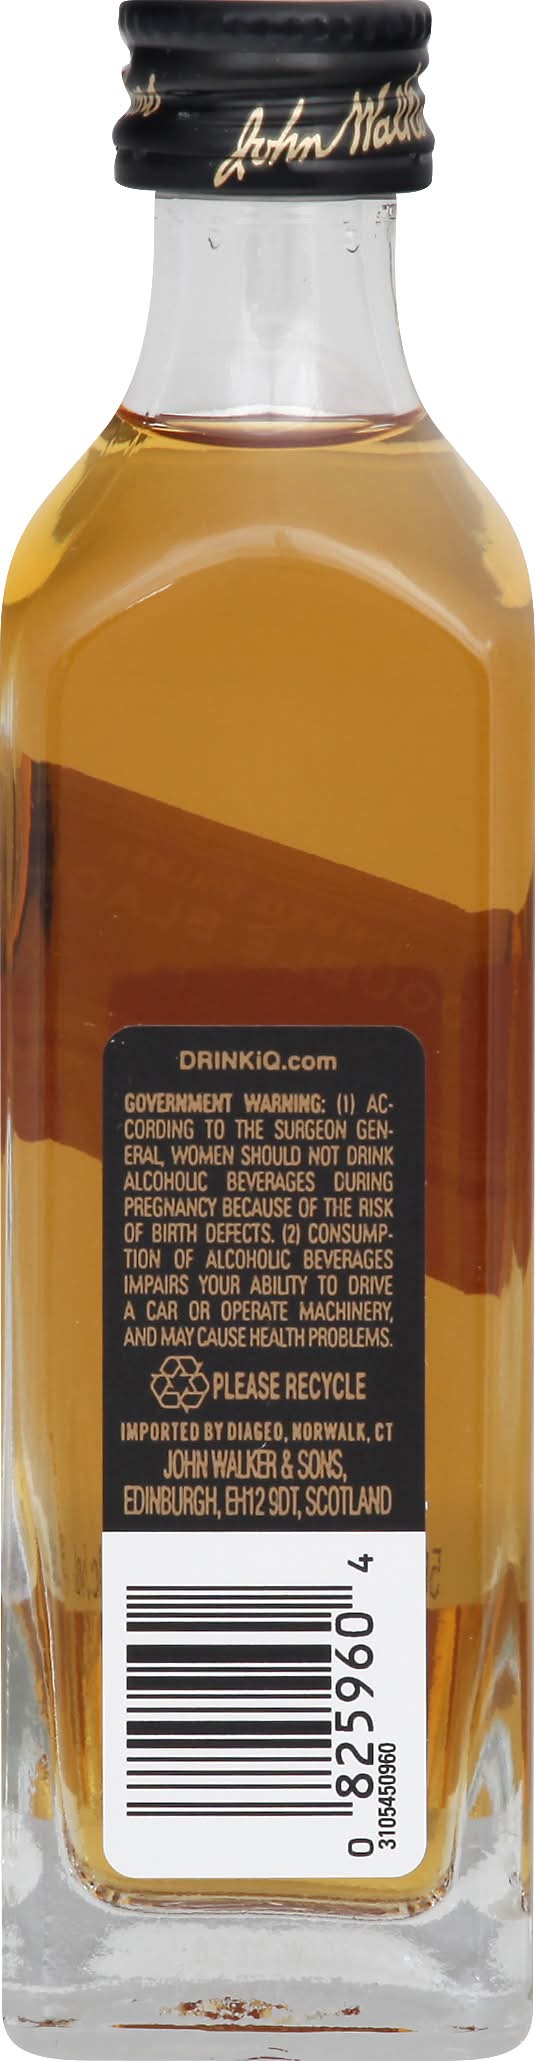 John Walk
DRINKiQ.com
GOVERNMENT WARNING: (1) AC-
CORDING TO THE SURGEON GEN-
ERAL, WOMEN SHOULD NOT DRINK
ALCOHOLIC BEVERAGES DURING
PREGNANCY BECAUSE OF THE RISK
OF BIRTH DEFECTS. (2) CONSUMP-
TION OF ALCOHOLIC BEVERAGES
IMPAIRS YOUR ABILITY TO DRIVE
A CAR OR OPERATE MACHINERY,
AND MAY CAUSE HEALTH PROBLEMS.
PLEASE RECYCLE
IMPORTED BY DIAGEO, NORWALK, CT
JOHN WALKER & SONS,
EDINBURGH, EH12 9DT, SCOTLAND
0 825960 4
3105450960